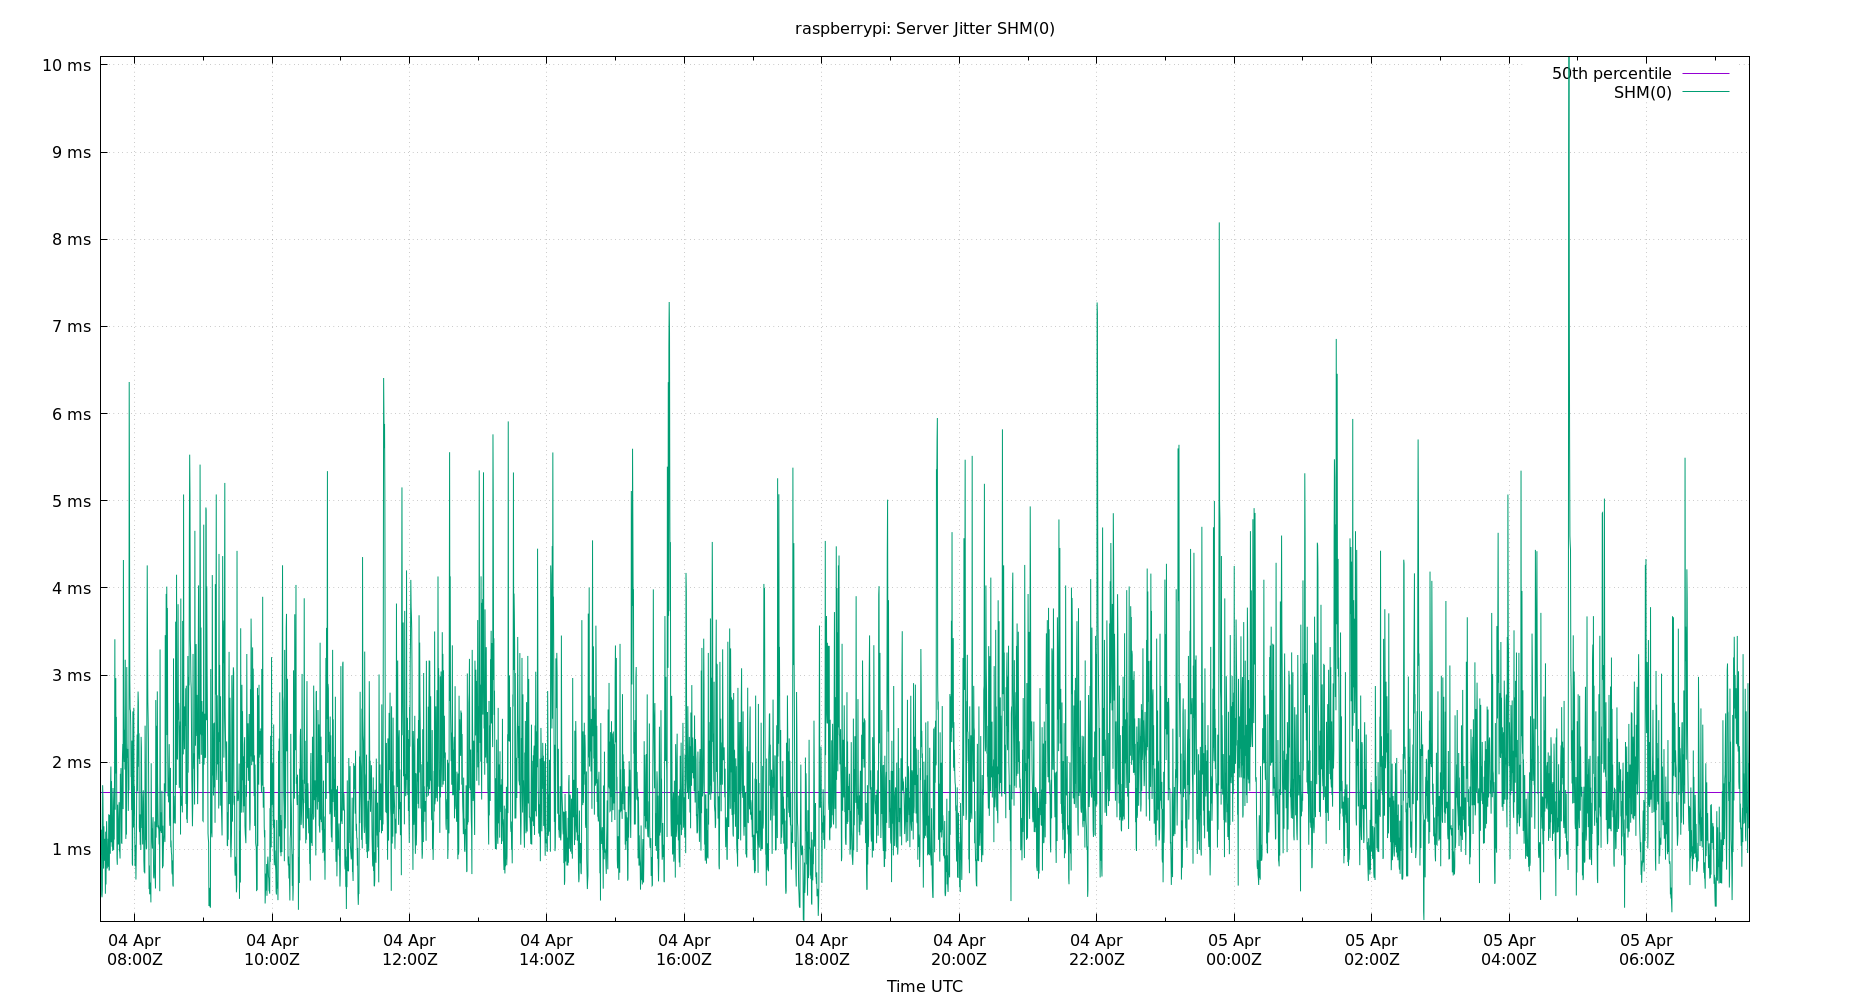 raspberrypi: Server Jitter SHM(0)
10 ms
50th percentile
SHM(0)
9 ms
8 ms
7 ms
6 ms
5 ms
4 ms
3 ms
2 ms
1 ms
04 Apr 04 Apr 04 Apr 04 Apr 04 Apr 04 Apr 04 Apr 04 Apr 05 Apr 05 Apr 05 Apr 05 Apr
08:00Z 10:00Z 12:00Z 14:00Z 16:00Z 18:00Z 20:00Z 22:00Z 00:00Z 02:00Z 04:00Z 06:00Z
Time UTC